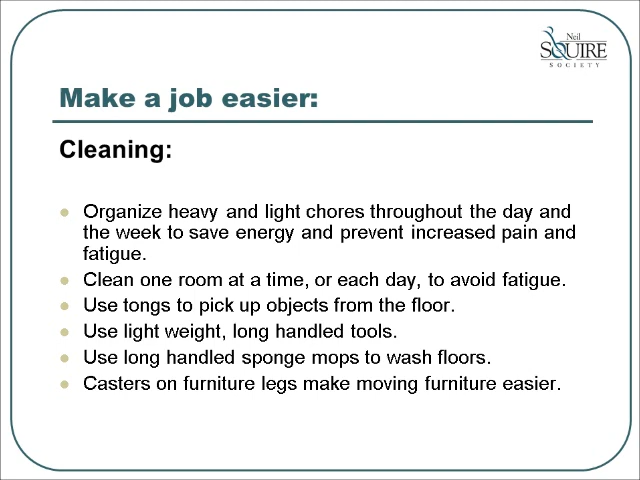 Neil
SQUIRE
SOCIETY
Make a job easier:
Cleaning:
Organize heavy and light chores throughout the day and
the week to save energy and prevent increased pain and
fatigue.
Clean one room at a time, or each day, to avoid fatigue.
Use tongs to pick up objects from the floor.
Use light weight, long handled tools.
Use long handled sponge mops to wash floors.
Casters on furniture legs make moving furniture easier.